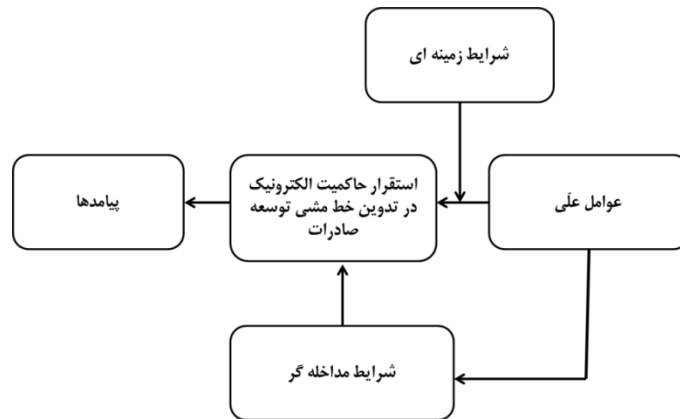 شرایط زمینه ای
عوامل علّی
استقرار حاکمیت الکترونیک
در تدوین خط مشی توسعه
صادرات
پیامدها
شرایط مداخله گر